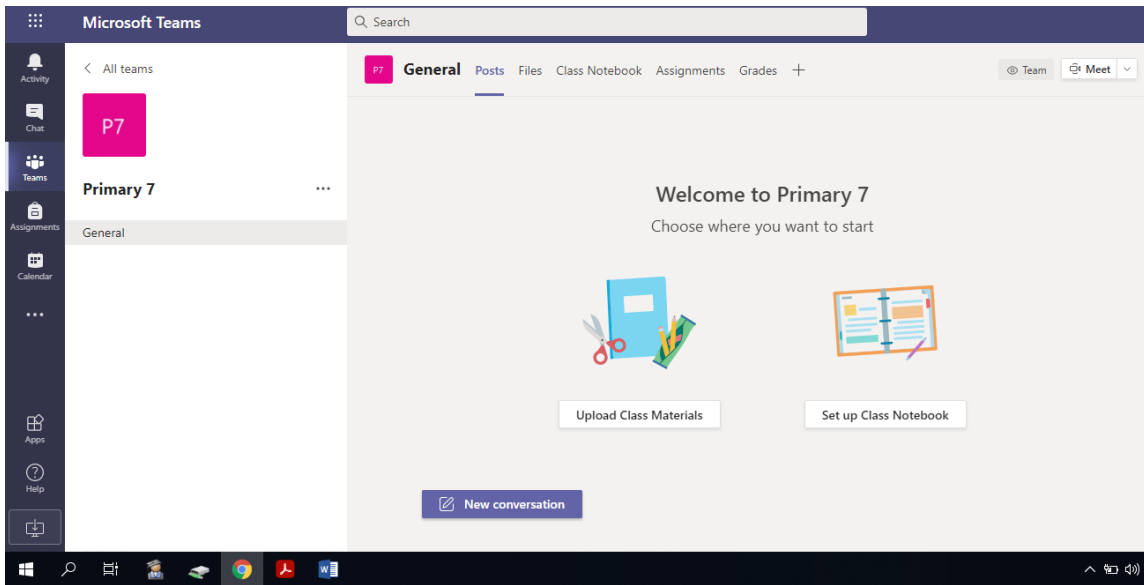 Microsoft Teams
Search
Activity
Chat
Teams
Assignments
Calendar
Apps
Help
All teams
P7
Primary 7
General
P7 General Posts Files Class Notebook Assignments Grades
Team Meet
Welcome to Primary 7
Choose where you want to start
Upload Class Materials Set up Class Notebook
New conversation